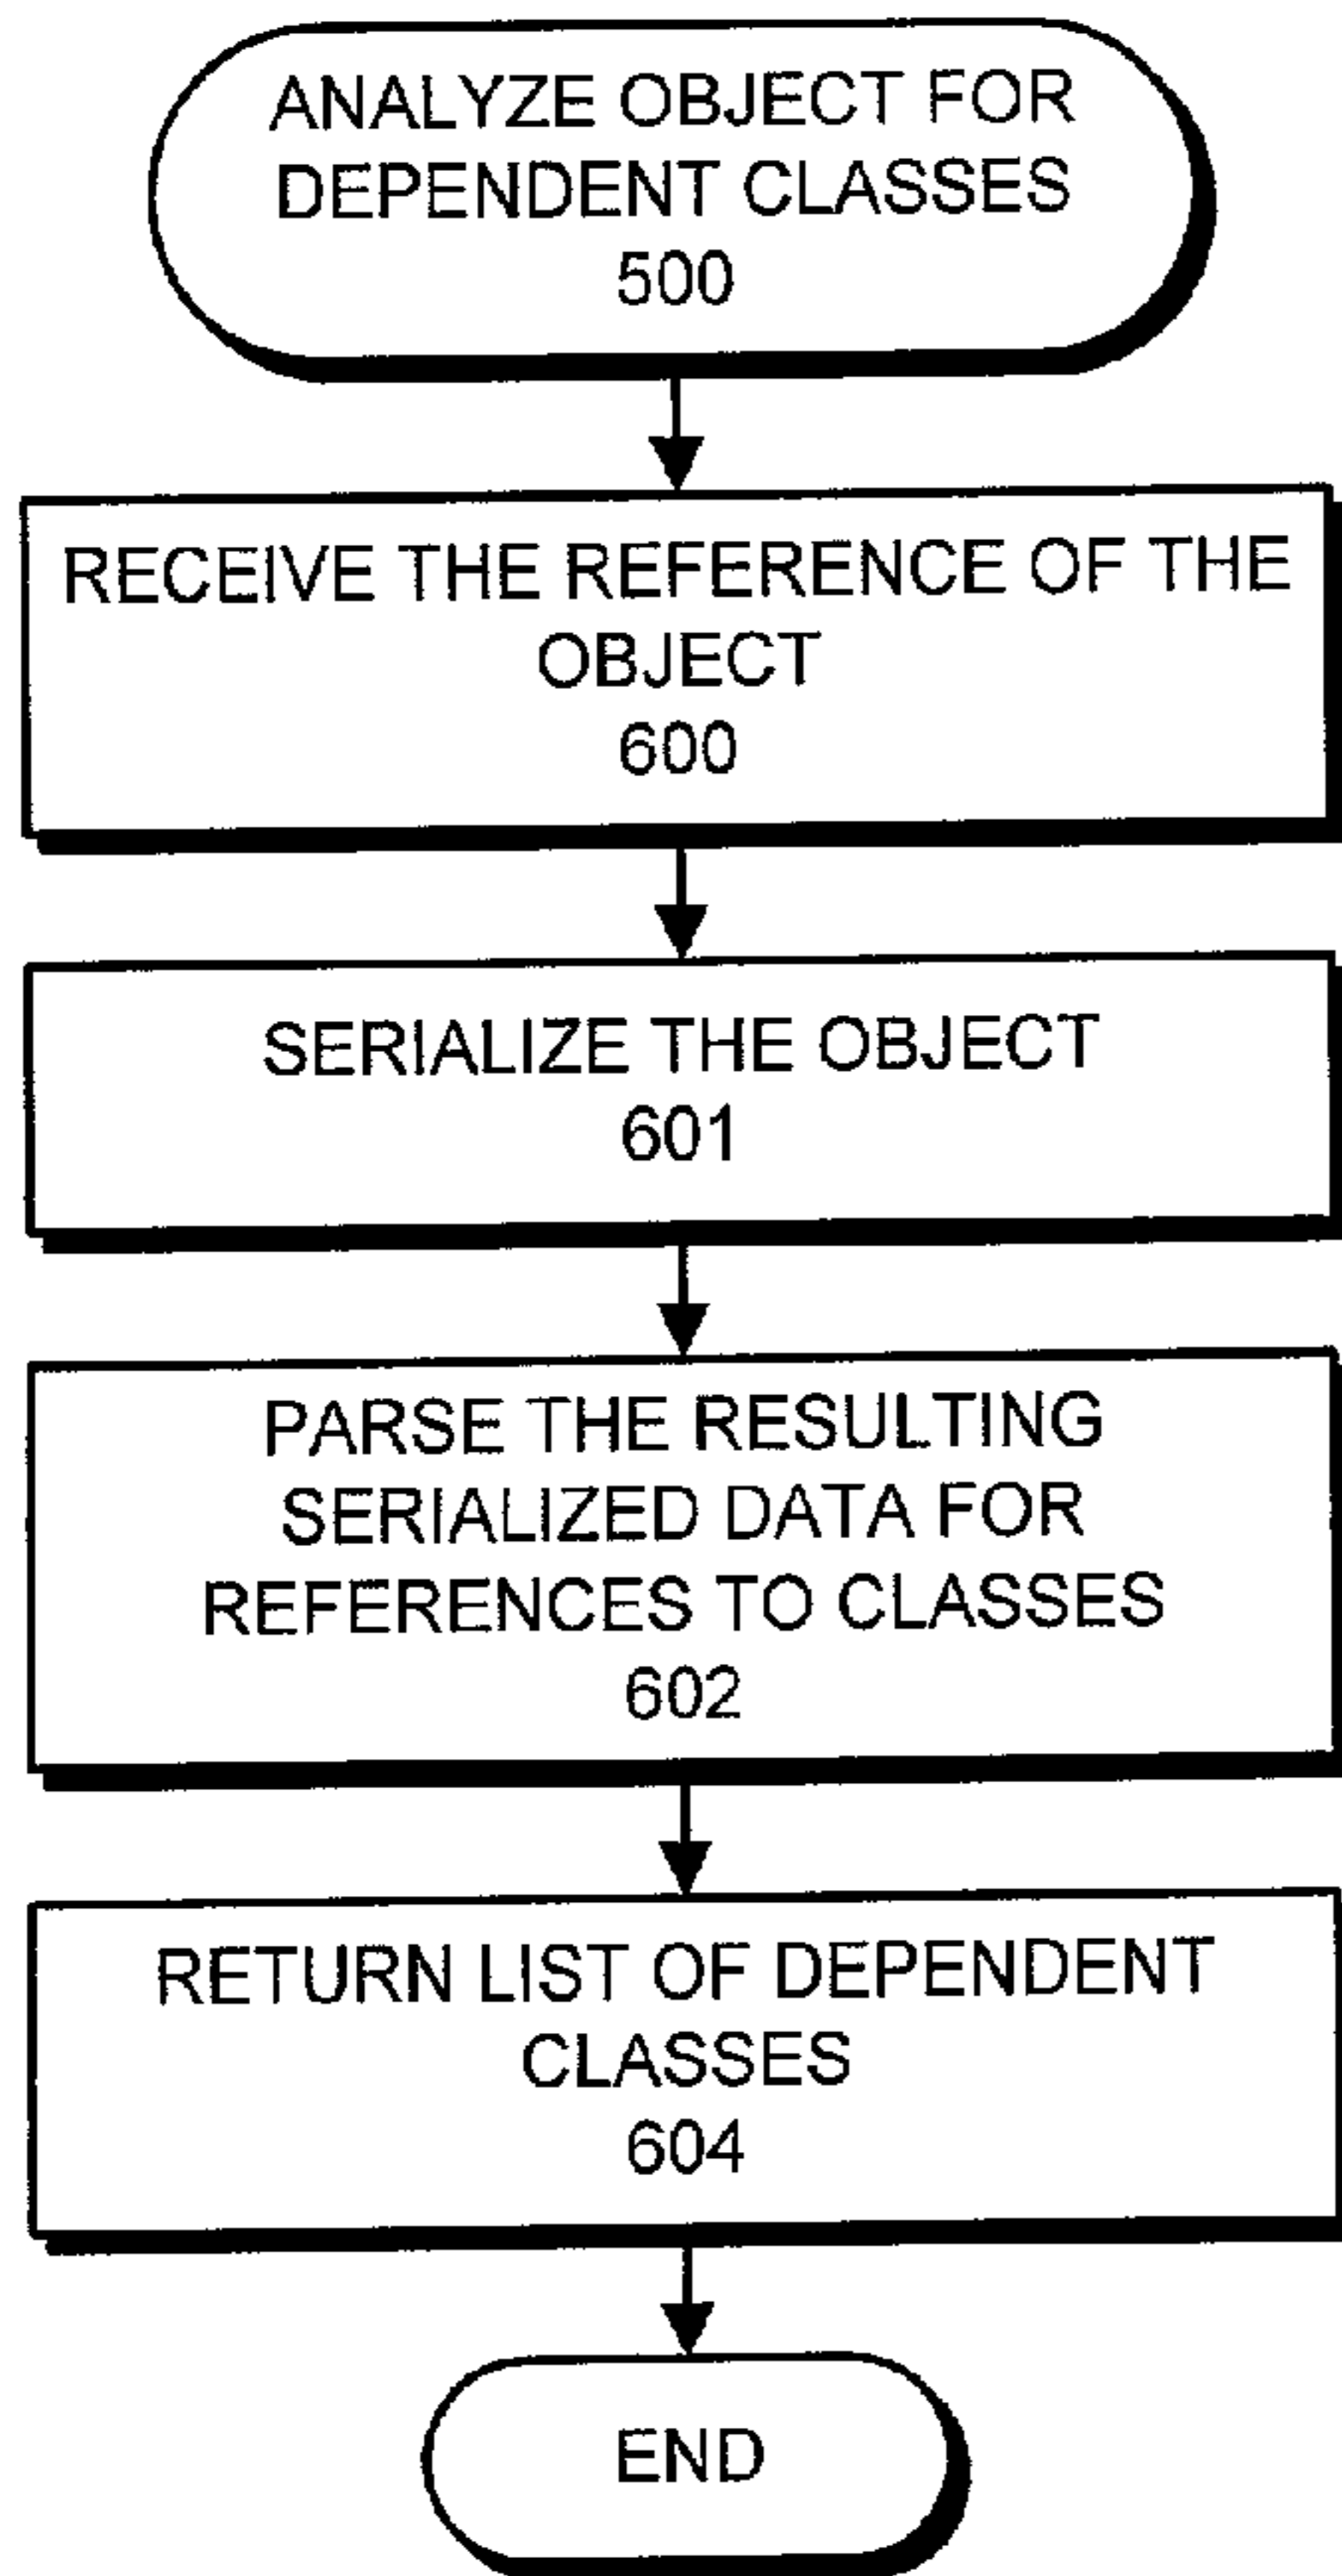 ANALYZE OBJECT FOR
DEPENDENT CLASSES
500
RECEIVE THE REFERENCE OF THE
OBJECT
600
SERIALIZE THE OBJECT
601
PARSE THE RESULTING
SERIALIZED DATA FOR
REFERENCES TO CLASSES
602
RETURN LIST OF DEPENDENT
CLASSES
604
END